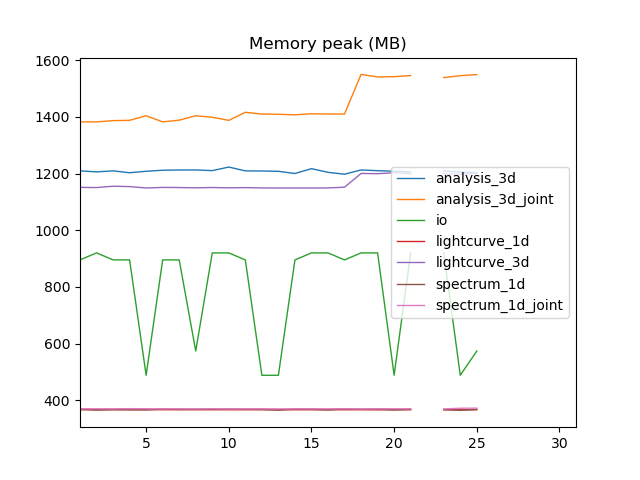 Memory peak (MB)
1600
1400
1200
1000
800
600
400
5
10
15
20
25
30
analysis_3d
analysis_3d_joint
io
lightcurve_1d
lightcurve_3d
spectrum_1d
spectrum_1d_joint